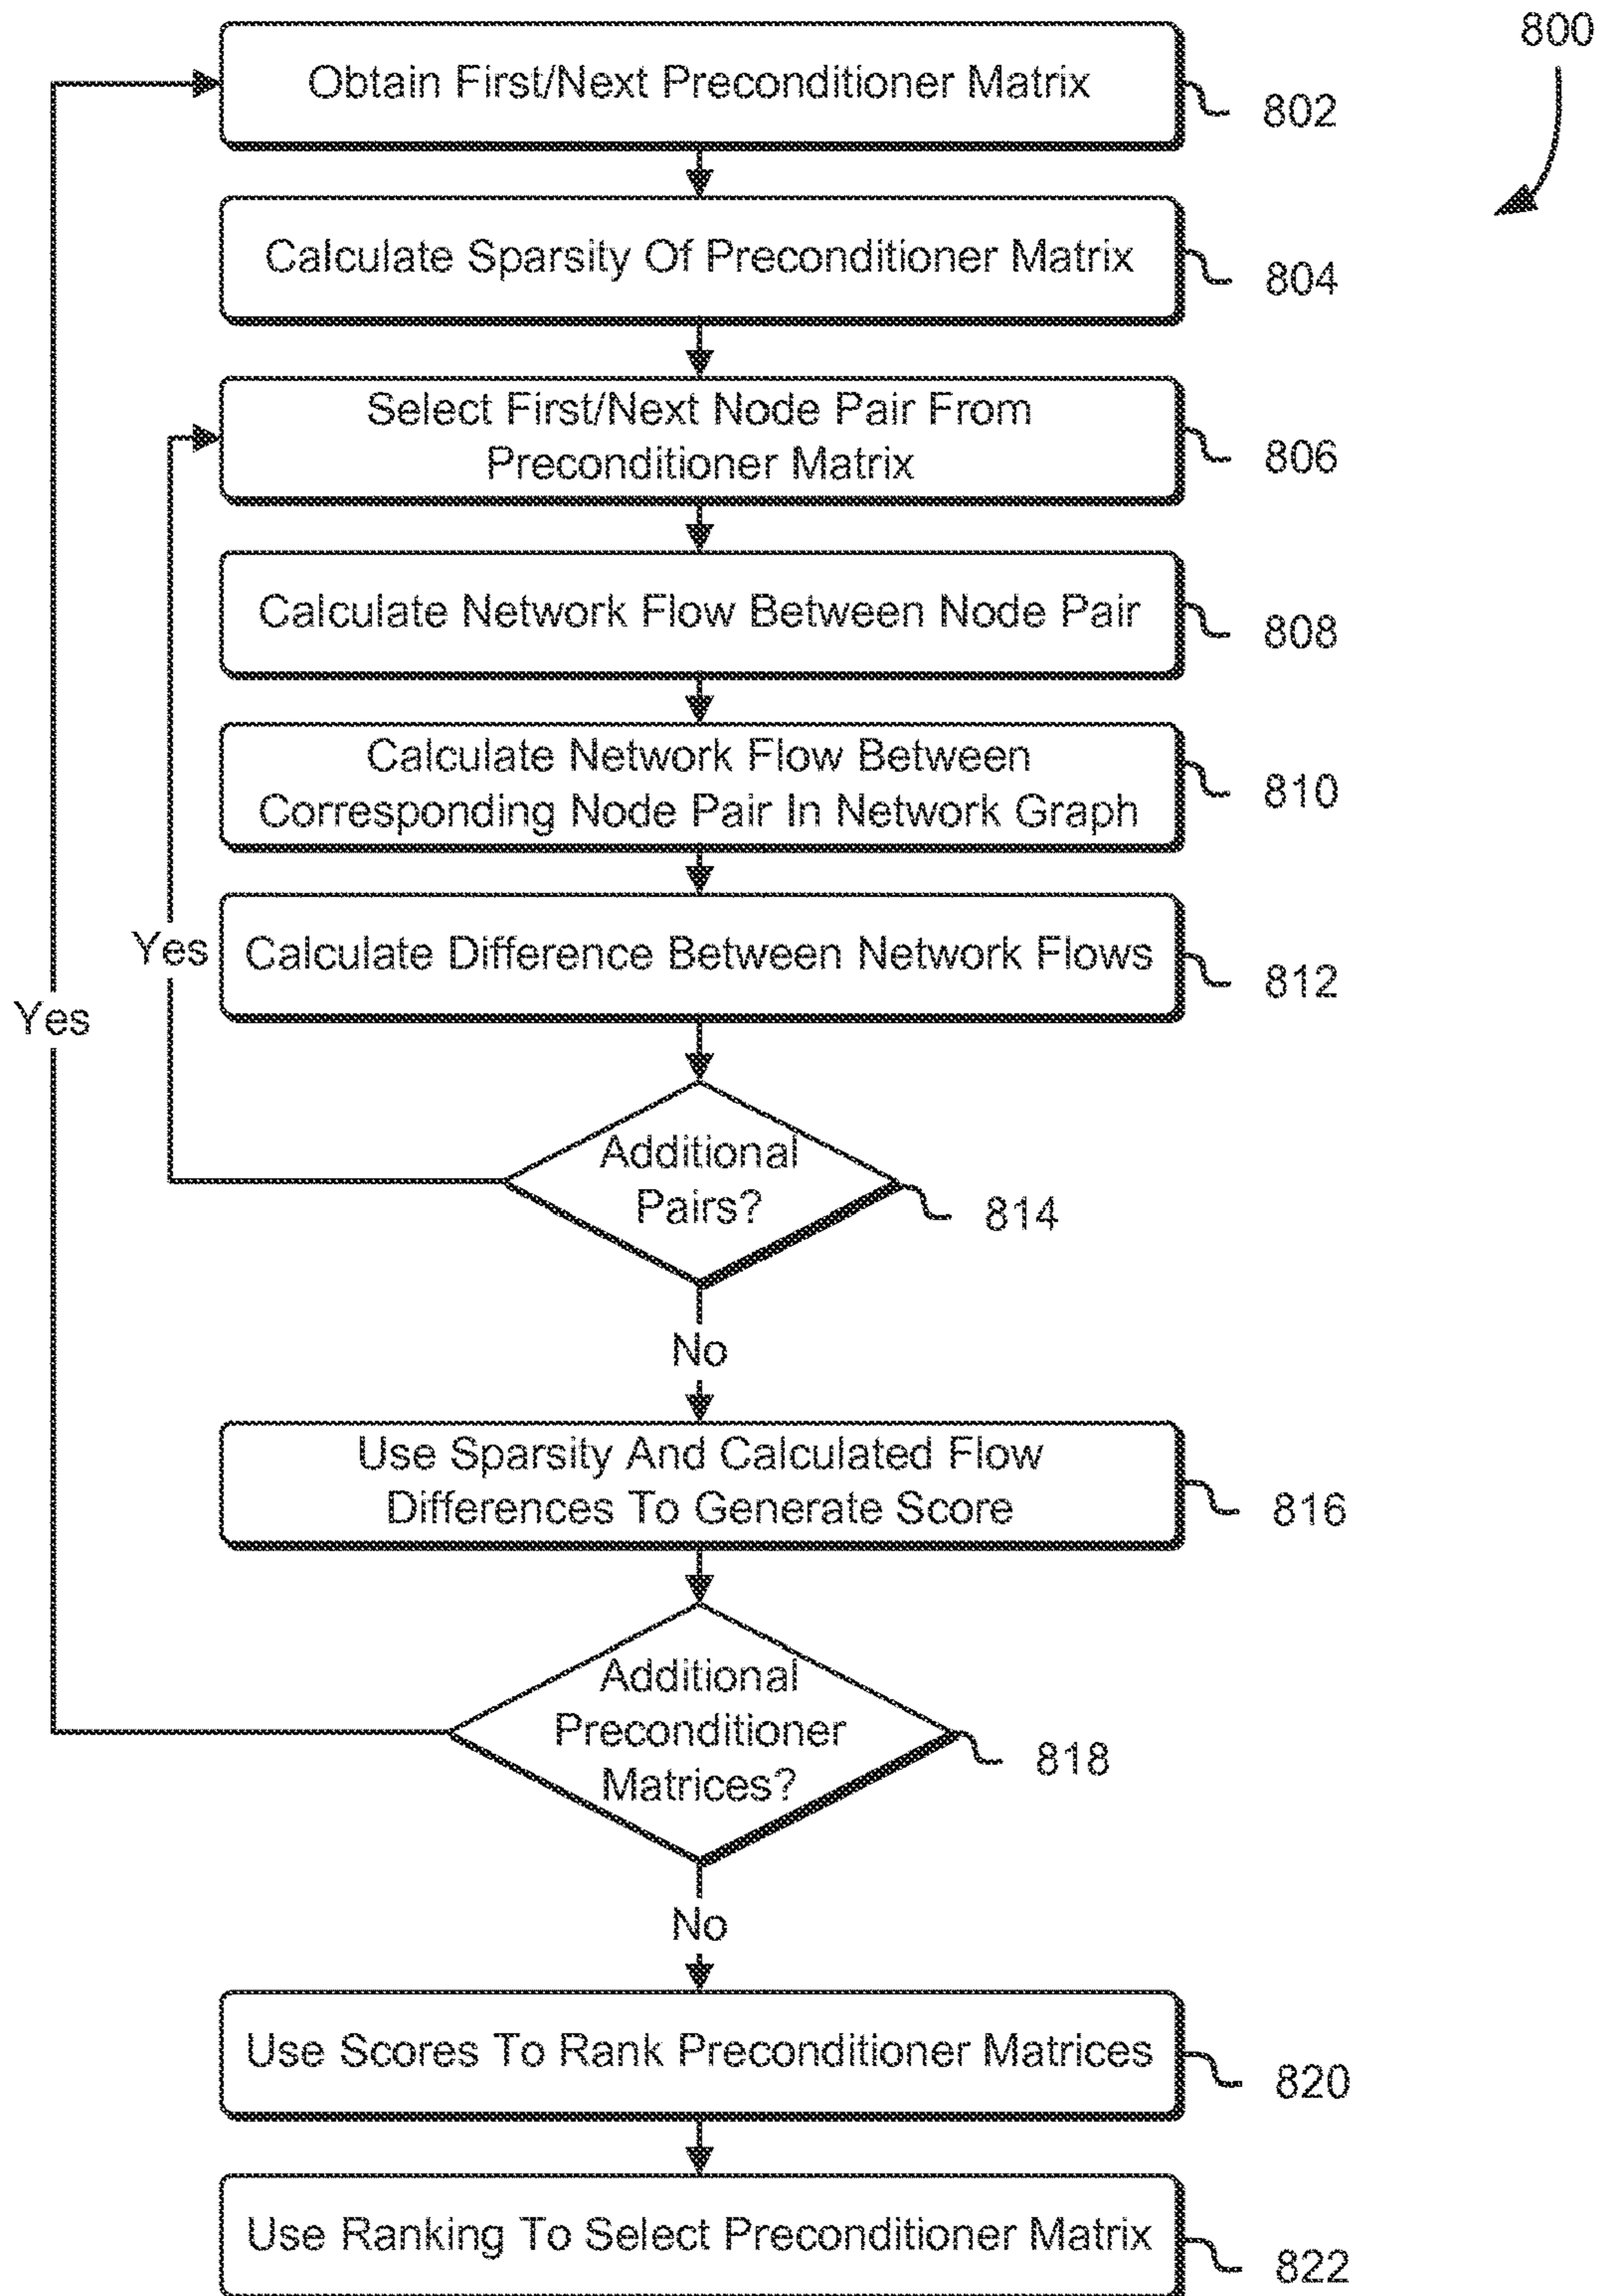 800
Obtain First/Next Preconditioner Matrix
802
Calculate Sparsity Of Preconditioner Matrix
804
Select First/Next Node Pair From
Preconditioner Matrix
806
Calculate Network Flow Between Node Pair
808
Calculate Network Flow Between
Corresponding Node Pair In Network Graph
810
Yes
Calculate Difference Between Network Flows
812
Yes
Additional
Pairs?
814
No
Use Sparsity And Calculated Flow
Differences To Generate Score
816
Additional
Preconditioner
Matrices?
818
No
Use Scores To Rank Preconditioner Matrices
820
Use Ranking To Select Preconditioner Matrix
822